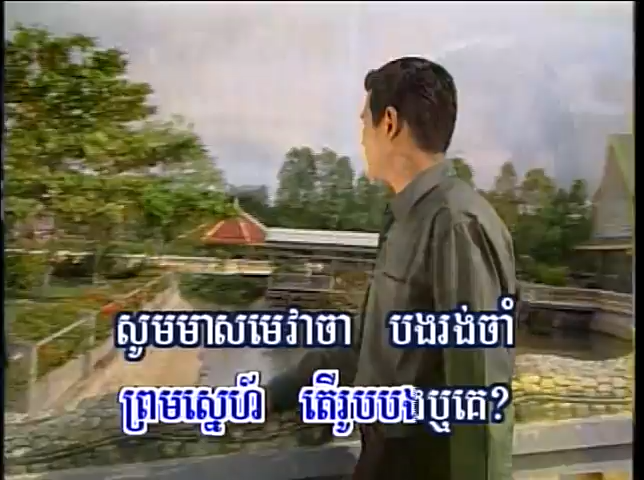 សូមមាសមេវាចា បងរង់ចាំ
ព្រមស្នេហ៍ តើរូបបងឬគេ?